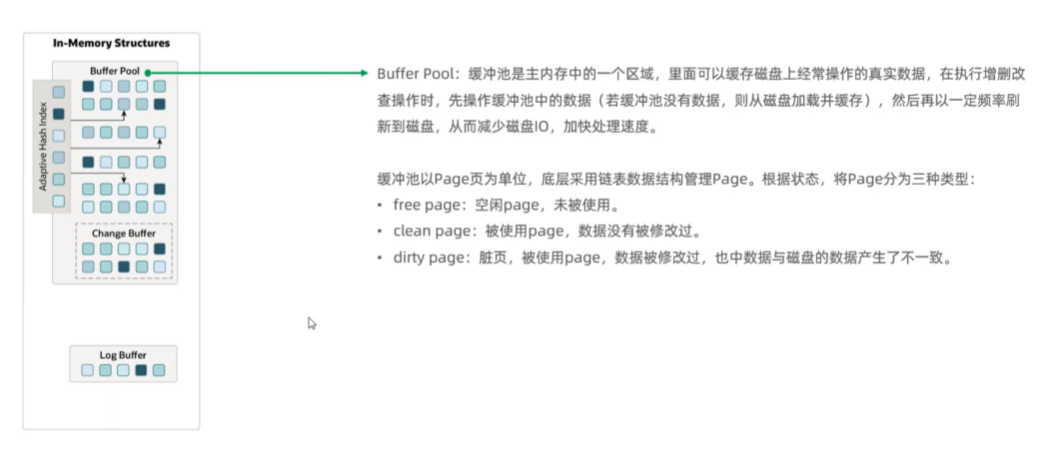 In-Memory Structures
Buffer Pool
Adaptive Hash Index
Change Buffer
Log Buffer
Buffer Pool：缓冲池是主内存中的一个区域，里面可以缓存磁盘上经常操作的真实数据，在执行增删改
查操作时，先操作缓冲池中的数据（若缓冲池没有数据，则从磁盘加载并缓存），然后再以一定频率刷
新到磁盘，从而减少磁盘IO，加快处理速度。
缓冲池以Page页为单位，底层采用链表数据结构管理Page。根据状态，将Page分为三种类型：
• free page：空闲page，未被使用。
• clean page：被使用page，数据没有被修改过。
• dirty page：脏页，被使用page，数据被修改过，也中数据与磁盘的数据产生了不一致。